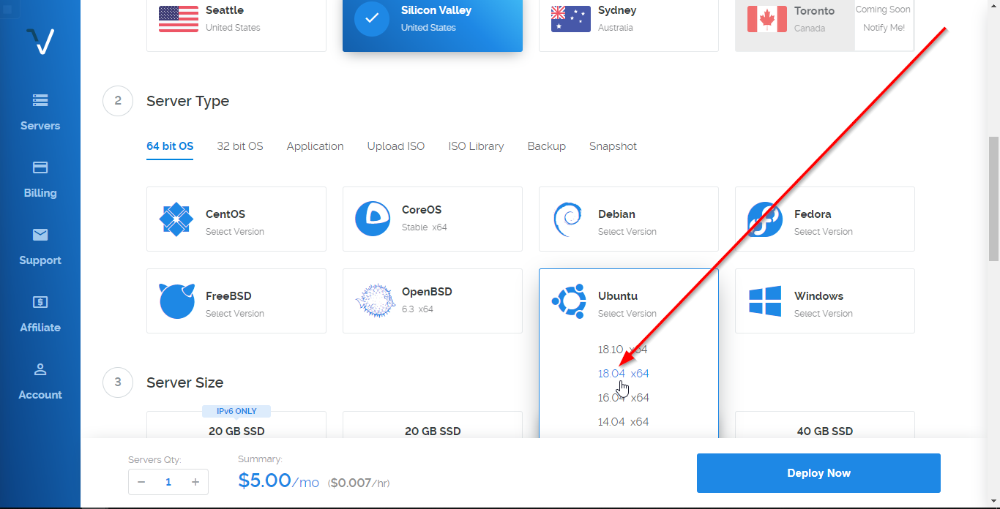 Seattle
United States
Silicon Valley
United States
Sydney
Australia
Toronto
Canada
Coming Soon
Notify Me!
Servers
Billing
Support
Affiliate
Account
2
Server Type
64 bit OS
32 bit OS
Application
Upload ISO
ISO Library
Backup
Snapshot
CentOS
Select Version
CoreOS
Stable x64
Debian
Select Version
Fedora
Select Version
FreeBSD
Select Version
OpenBSD
6.3 x64
Ubuntu
Select Version
18.10 x64
18.04 x64
16.04 x64
14.04 x64
Windows
Select Version
3
Server Size
IPv6 ONLY
20 GB SSD
20 GB SSD
40 GB SSD
Servers Qty:
− 1 +
Summary:
$5.00/mo ($0.007/hr)
Deploy Now